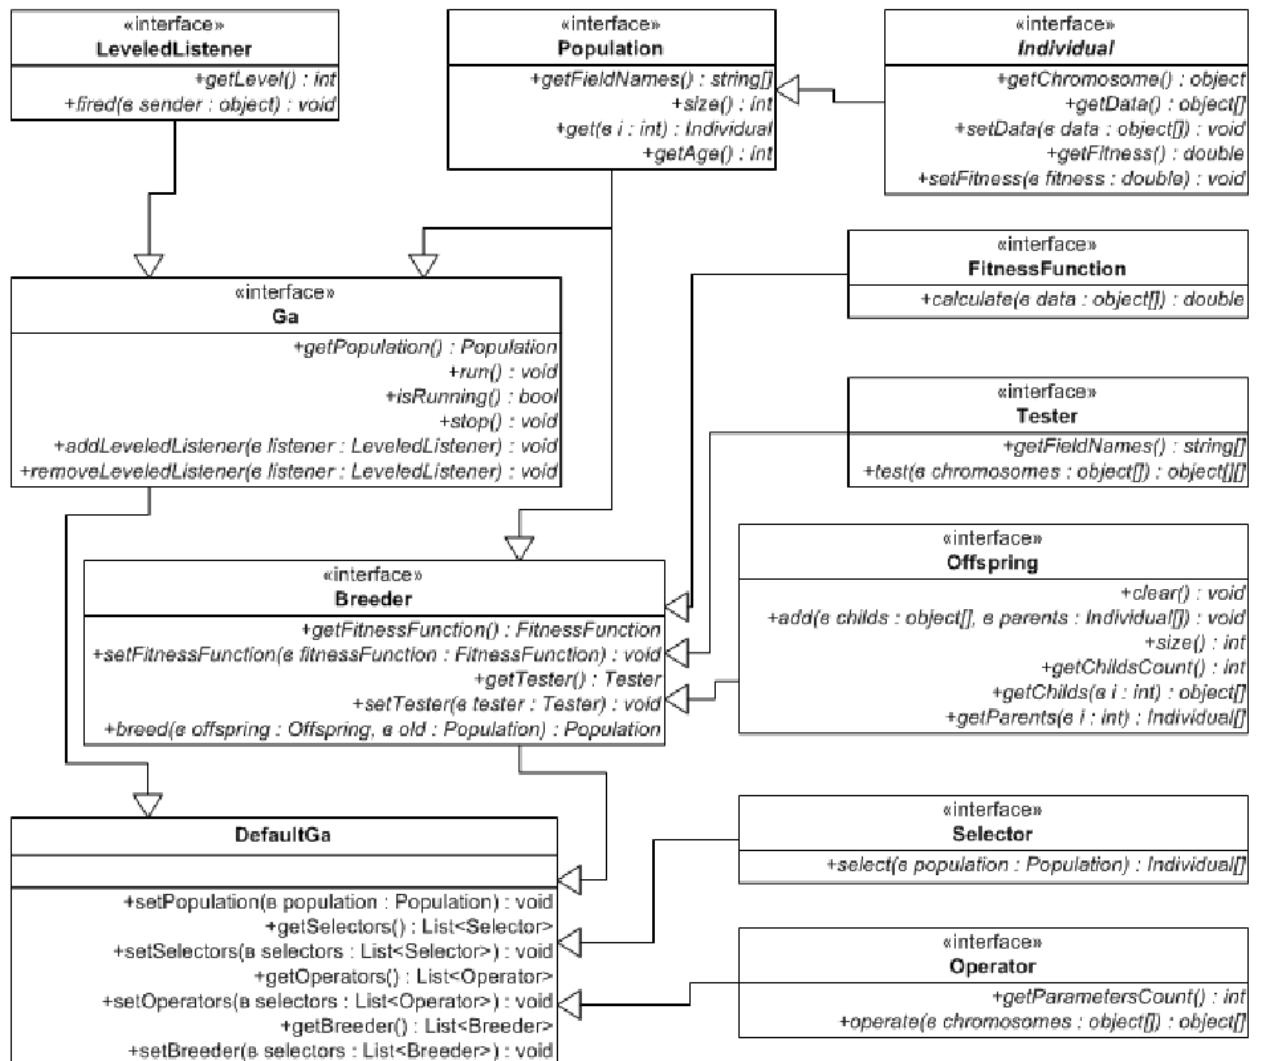 «interface»
LeveledListener
+getLevel() : int
+fired(в sender : object) : void
«interface»
Population
+getFieldNames() : string[]
+size() : int
+get(в i : int) : Individual
+getAge() : int
«interface»
Individual
+getChromosome() : object
+getData() : object[]
+setData(в data : object[]) : void
+getFitness() : double
+setFitness(в fitness : double) : void
«interface»
FitnessFunction
+calculate(в data : object[]) : double
«interface»
Ga
+getPopulation() : Population
+run() : void
+isRunning() : bool
+stop() : void
+addLeveledListener(в listener : LeveledListener) : void
+removeLeveledListener(в listener : LeveledListener) : void
«interface»
Tester
+getFieldNames() : string[]
+test(в chromosomes : object[]) : object[][]
«interface»
Offspring
+clear() : void
+add(в childs : object[], в parents : Individual[]) : void
+size() : int
+getChildsCount() : int
+getChilds(в i : int) : object[]
+getParents(в i : int) : Individual[]
«interface»
Breeder
+getFitnessFunction() : FitnessFunction
+setFitnessFunction(в fitnessFunction : FitnessFunction) : void
+getTester() : Tester
+setTester(в tester : Tester) : void
+breed(в offspring : Offspring, в old : Population) : Population
«interface»
Selector
+select(в population : Population) : Individual[]
DefaultGa
+setPopulation(в population : Population) : void
+getSelectors() : List<Selector>
+setSelectors(в selectors : List<Selector>) : void
+getOperators() : List<Operator>
+setOperators(в selectors : List<Operator>) : void
+getBreeder() : List<Breeder>
+setBreeder(в selectors : List<Breeder>) : void
«interface»
Operator
+getParametersCount() : int
+operate(в chromosomes : object[]) : object[]